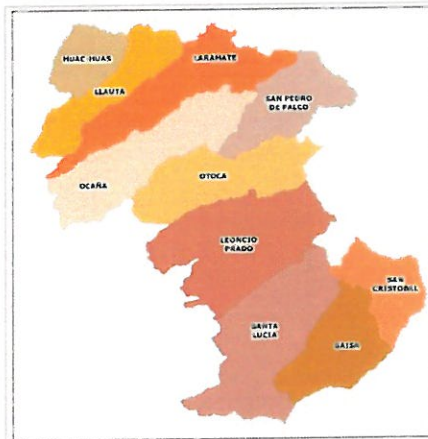 HUAC-HUAS
LARAMATE
LLAUTA
SAN PEDRO
DE PALCO
OCAÑA
OTOCA
LEONCIO
PRADO
SAN
CRISTOBAL
SANTA
LUCIA
SAISA